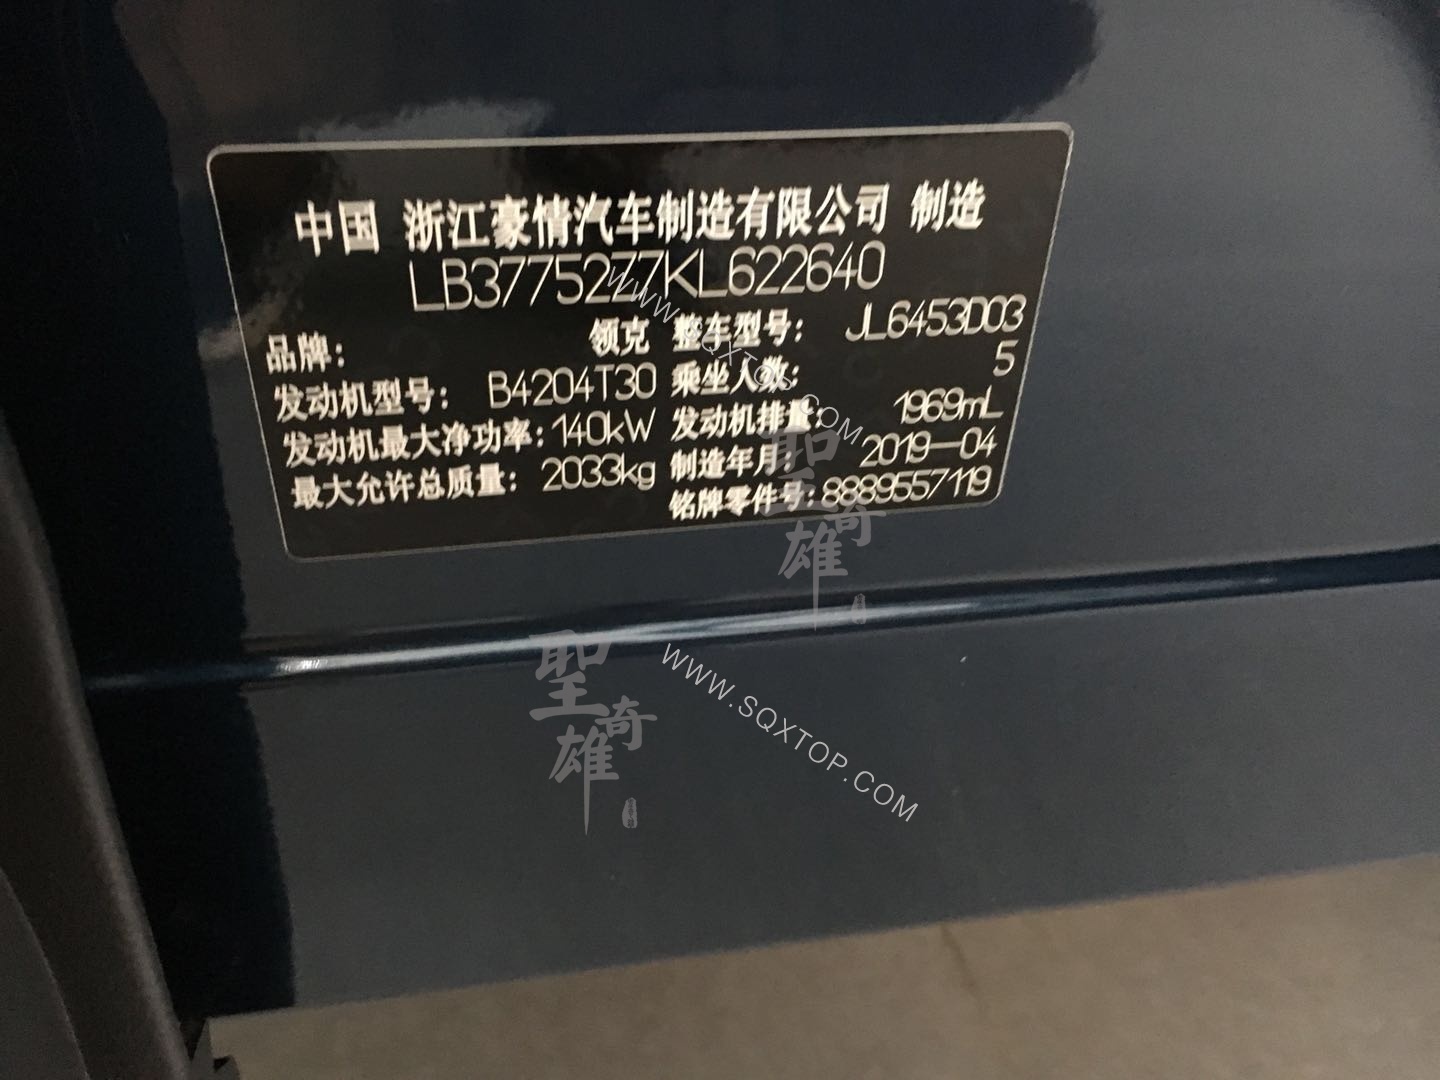 中国 浙江豪情汽车制造有限公司 制造
LB37752Z7KL622640
品牌: 领克 整车型号: JL6453D03
发动机型号: B4204T30 乘坐人数: 5
发动机最大净功率: 140kW 发动机排量: 1969mL
最大允许总质量: 2033kg 制造年月: 2019-04
铭牌零件号: 8889557119
WWW.SQXTOP.COM
聖奇雄
聖奇雄
WWW.SQXTOP.COM